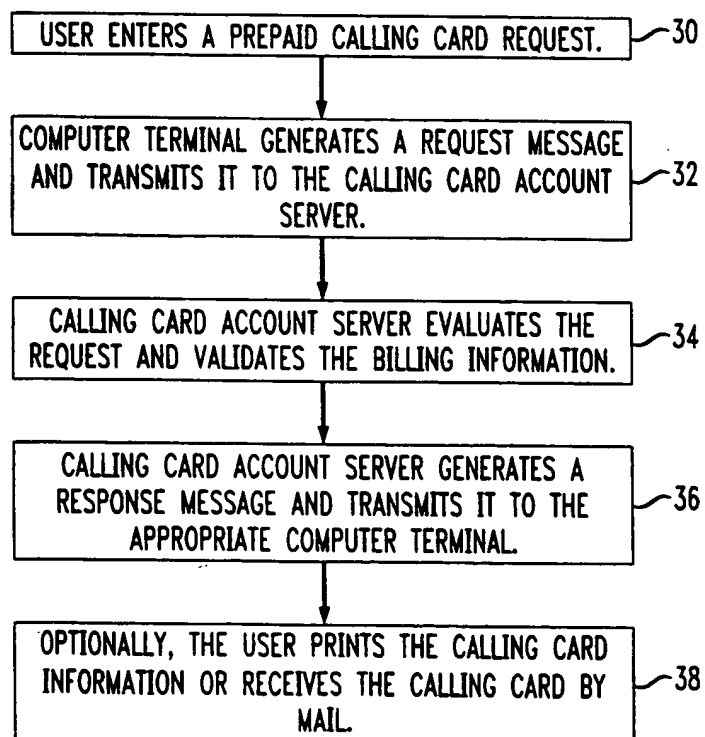 USER ENTERS A PREPAID CALLING CARD REQUEST. 30
COMPUTER TERMINAL GENERATES A REQUEST MESSAGE
AND TRANSMITS IT TO THE CALLING CARD ACCOUNT 32
SERVER.
CALLING CARD ACCOUNT SERVER EVALUATES THE
REQUEST AND VALIDATES THE BILLING INFORMATION. 34
CALLING CARD ACCOUNT SERVER GENERATES A
RESPONSE MESSAGE AND TRANSMITS IT TO THE 36
APPROPRIATE COMPUTER TERMINAL.
OPTIONALLY, THE USER PRINTS THE CALLING CARD
INFORMATION OR RECEIVES THE CALLING CARD BY 38
MAIL.